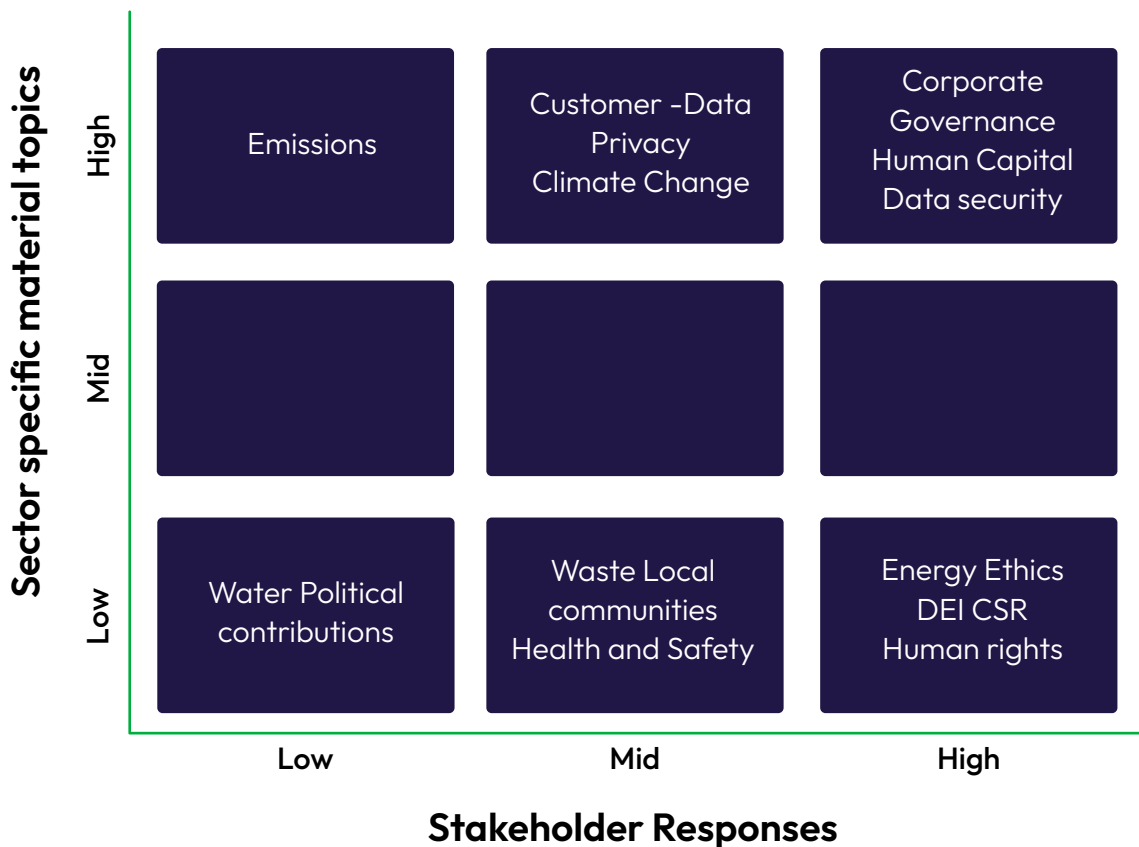 Sector specific material topics
High
Emissions
Customer -Data
Privacy
Climate Change
Corporate
Governance
Human Capital
Data security
Mid
Low
Water Political
contributions
Waste Local
communities
Health and Safety
Energy Ethics
DEI CSR
Human rights
Low
Mid
High
Stakeholder Responses